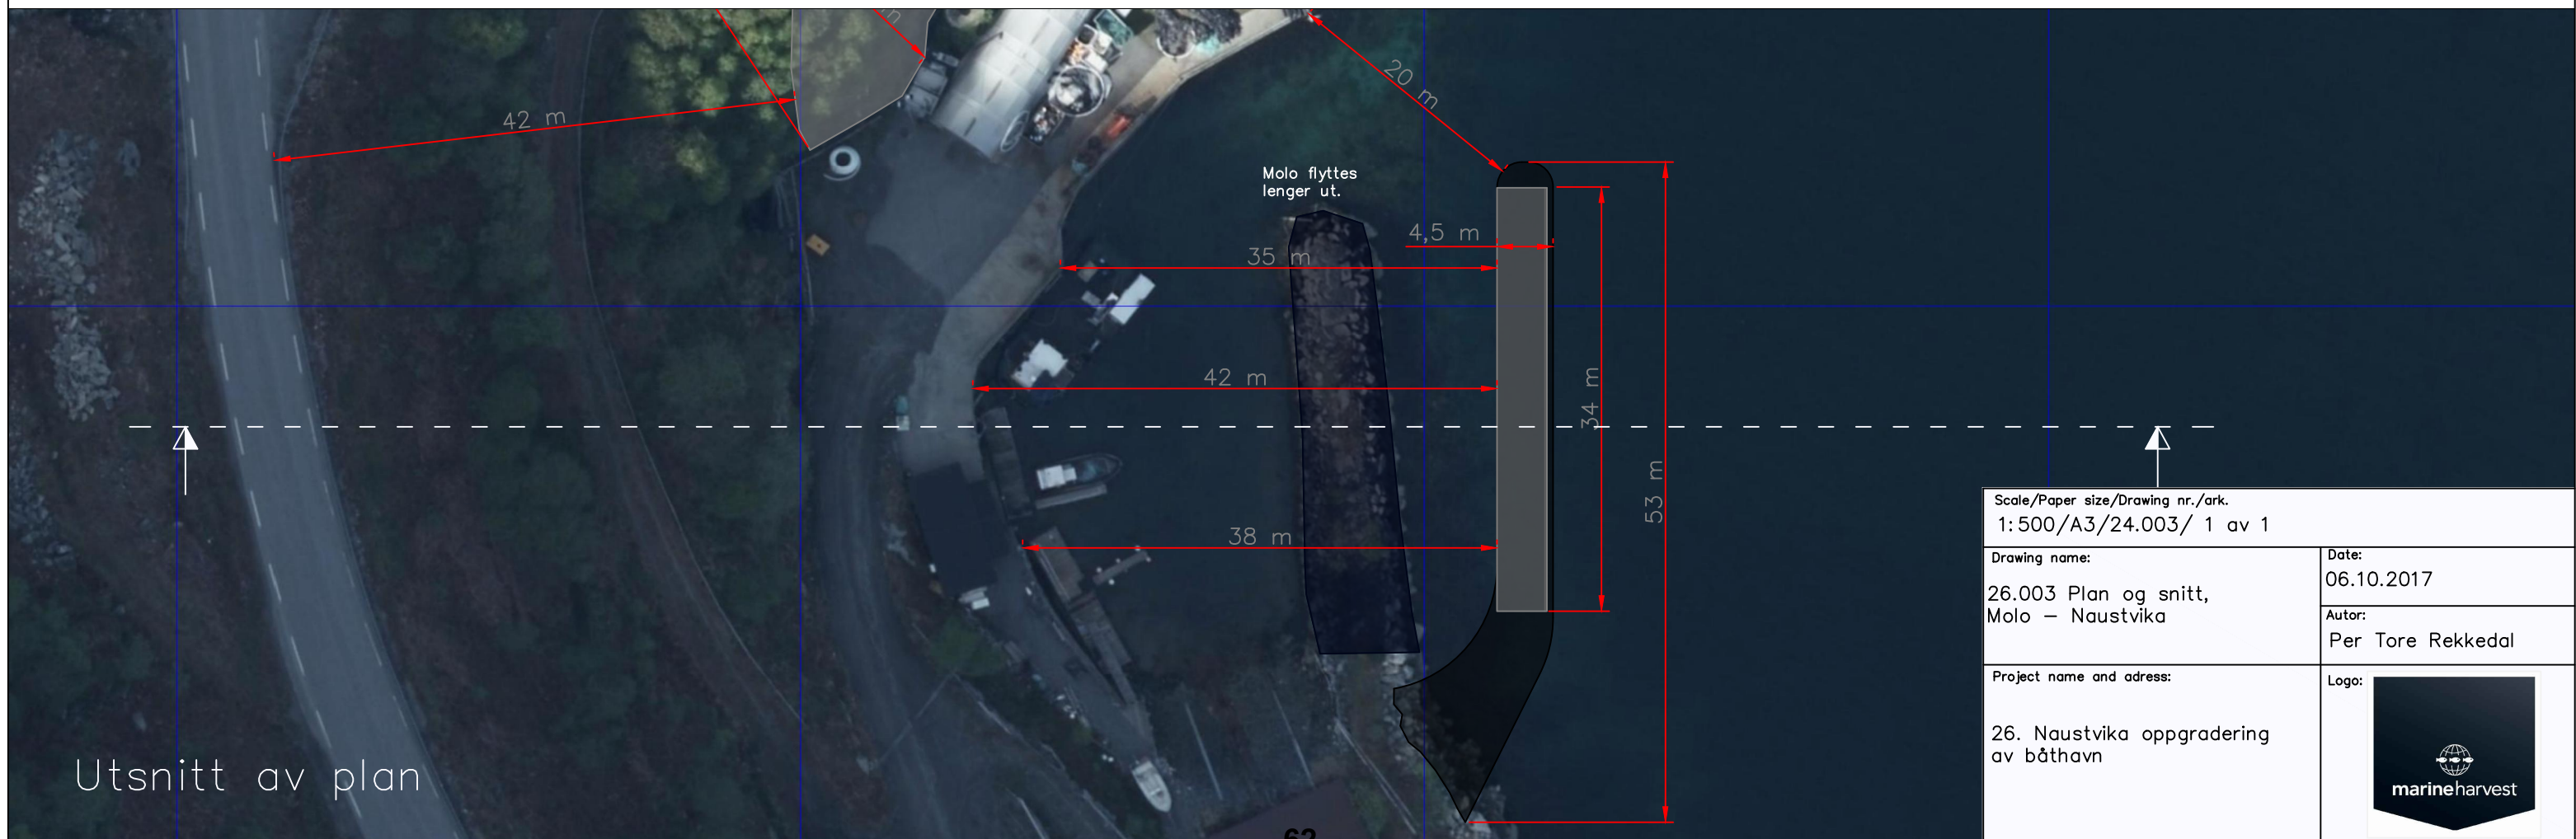 20 m
42 m
Molo flyttes
lenger ut.
4,5 m
35 m
42 m
34 m
53 m
38 m
Utsnitt av plan
Scale/Paper size/Drawing nr./ark.
1:500/A3/24.003/ 1 av 1
Drawing name:
26.003 Plan og snitt,
Molo – Naustvika
Date:
06.10.2017
Autor:
Per Tore Rekkedal
Project name and adress:
26. Naustvika oppgradering
av båthavn
Logo:
marineharvest